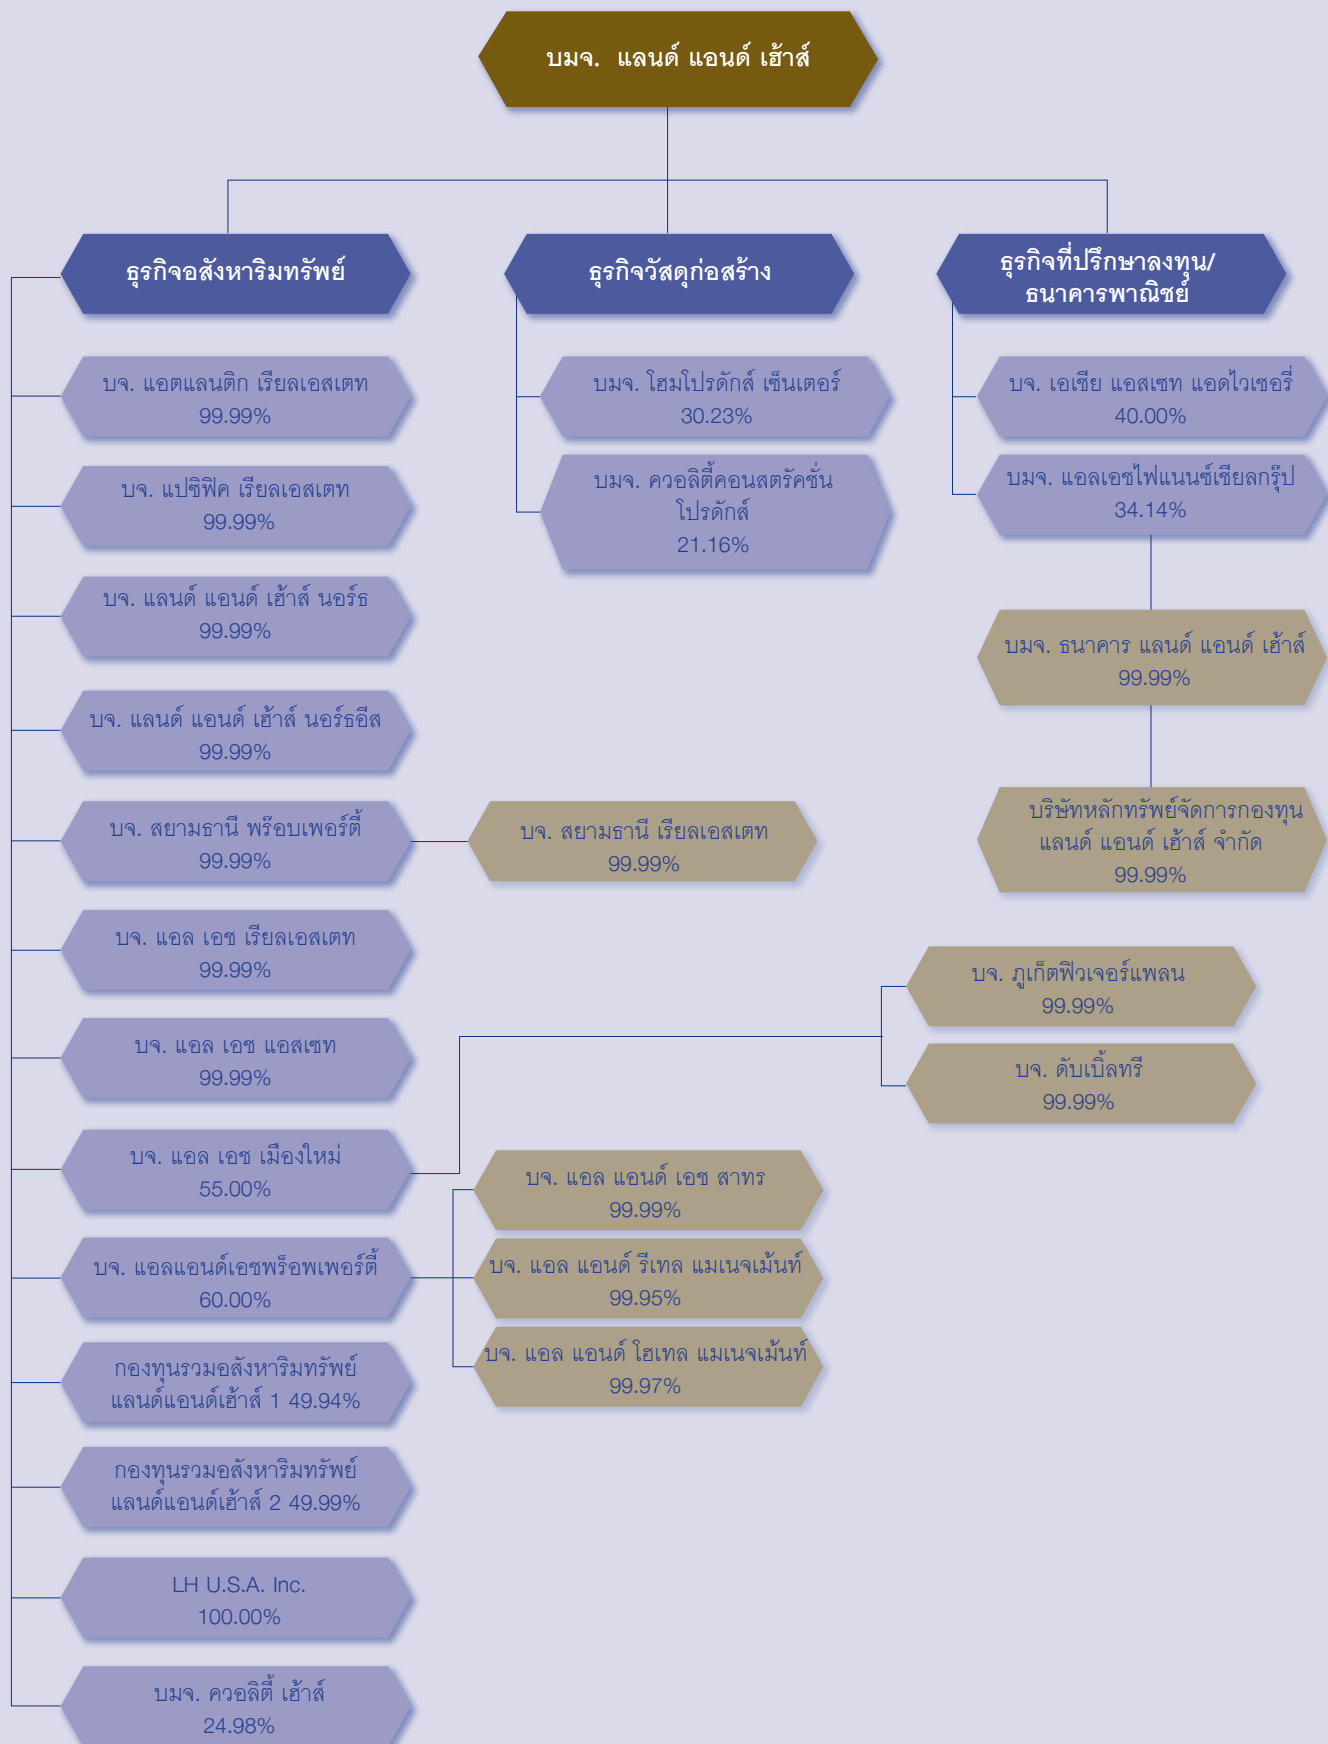 บมจ. แลนด์ แอนด์ เฮ้าส์
ธุรกิจอสังหาริมทรัพย์
บจ. แอตแลนติก เรียลเอสเตท
99.99%
บจ. แปซิฟิค เรียลเอสเตท
99.99%
บจ. แลนด์ แอนด์ เฮ้าส์ นอร์ธ
99.99%
บจ. แลนด์ แอนด์ เฮ้าส์ นอร์ธอีส
99.99%
บจ. สยามธานี พร๊อบเพอร์ตี้
99.99%
บจ. สยามธานี เรียลเอสเตท
99.99%
บจ. แอล เอช เรียลเอสเตท
99.99%
บจ. แอล เอช แอสเซท
99.99%
บจ. แอล เอช เมืองใหม่
55.00%
บจ. ภูเก็ตฟิวเจอร์แพลน
99.99%
บจ. ดับเบิ้ลทรี
99.99%
บจ. แอลแอนด์เอชพร็อพเพอร์ตี้
60.00%
บจ. แอล แอนด์ เอช สาทร
99.99%
บจ. แอล แอนด์ รีเทล แมเนจเม้นท์
99.95%
บจ. แอล แอนด์ โฮเทล แมเนจเม้นท์
99.97%
กองทุนรวมอสังหาริมทรัพย์
แลนด์แอนด์เฮ้าส์ 1 49.94%
กองทุนรวมอสังหาริมทรัพย์
แลนด์แอนด์เฮ้าส์ 2 49.99%
LH U.S.A. Inc.
100.00%
บมจ. ควอลิตี้ เฮ้าส์
24.98%
ธุรกิจวัสดุก่อสร้าง
บมจ. โฮมโปรดักส์ เซ็นเตอร์
30.23%
บมจ. ควอลิตี้คอนสตรัคชั่น
โปรดักส์
21.16%
ธุรกิจที่ปรึกษาลงทุน/
ธนาคารพาณิชย์
บจ. เอเชีย แอสเซท แอดไวเซอรี่
40.00%
บมจ. แอลเอชไฟแนนซ์เชียลกรุ๊ป
34.14%
บมจ. ธนาคาร แลนด์ แอนด์ เฮ้าส์
99.99%
บริษัทหลักทรัพย์จัดการกองทุน
แลนด์ แอนด์ เฮ้าส์ จำกัด
99.99%